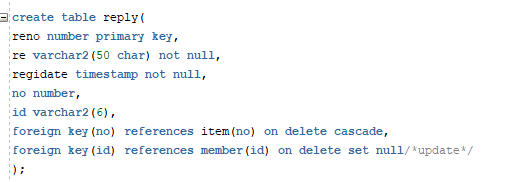 create table reply(
reno number primary key,
re varchar2(50 char) not null,
regidate timestamp not null,
no number,
id varchar2(6),
foreign key(no) references item(no) on delete cascade,
foreign key(id) references member(id) on delete set null/*update*/
);